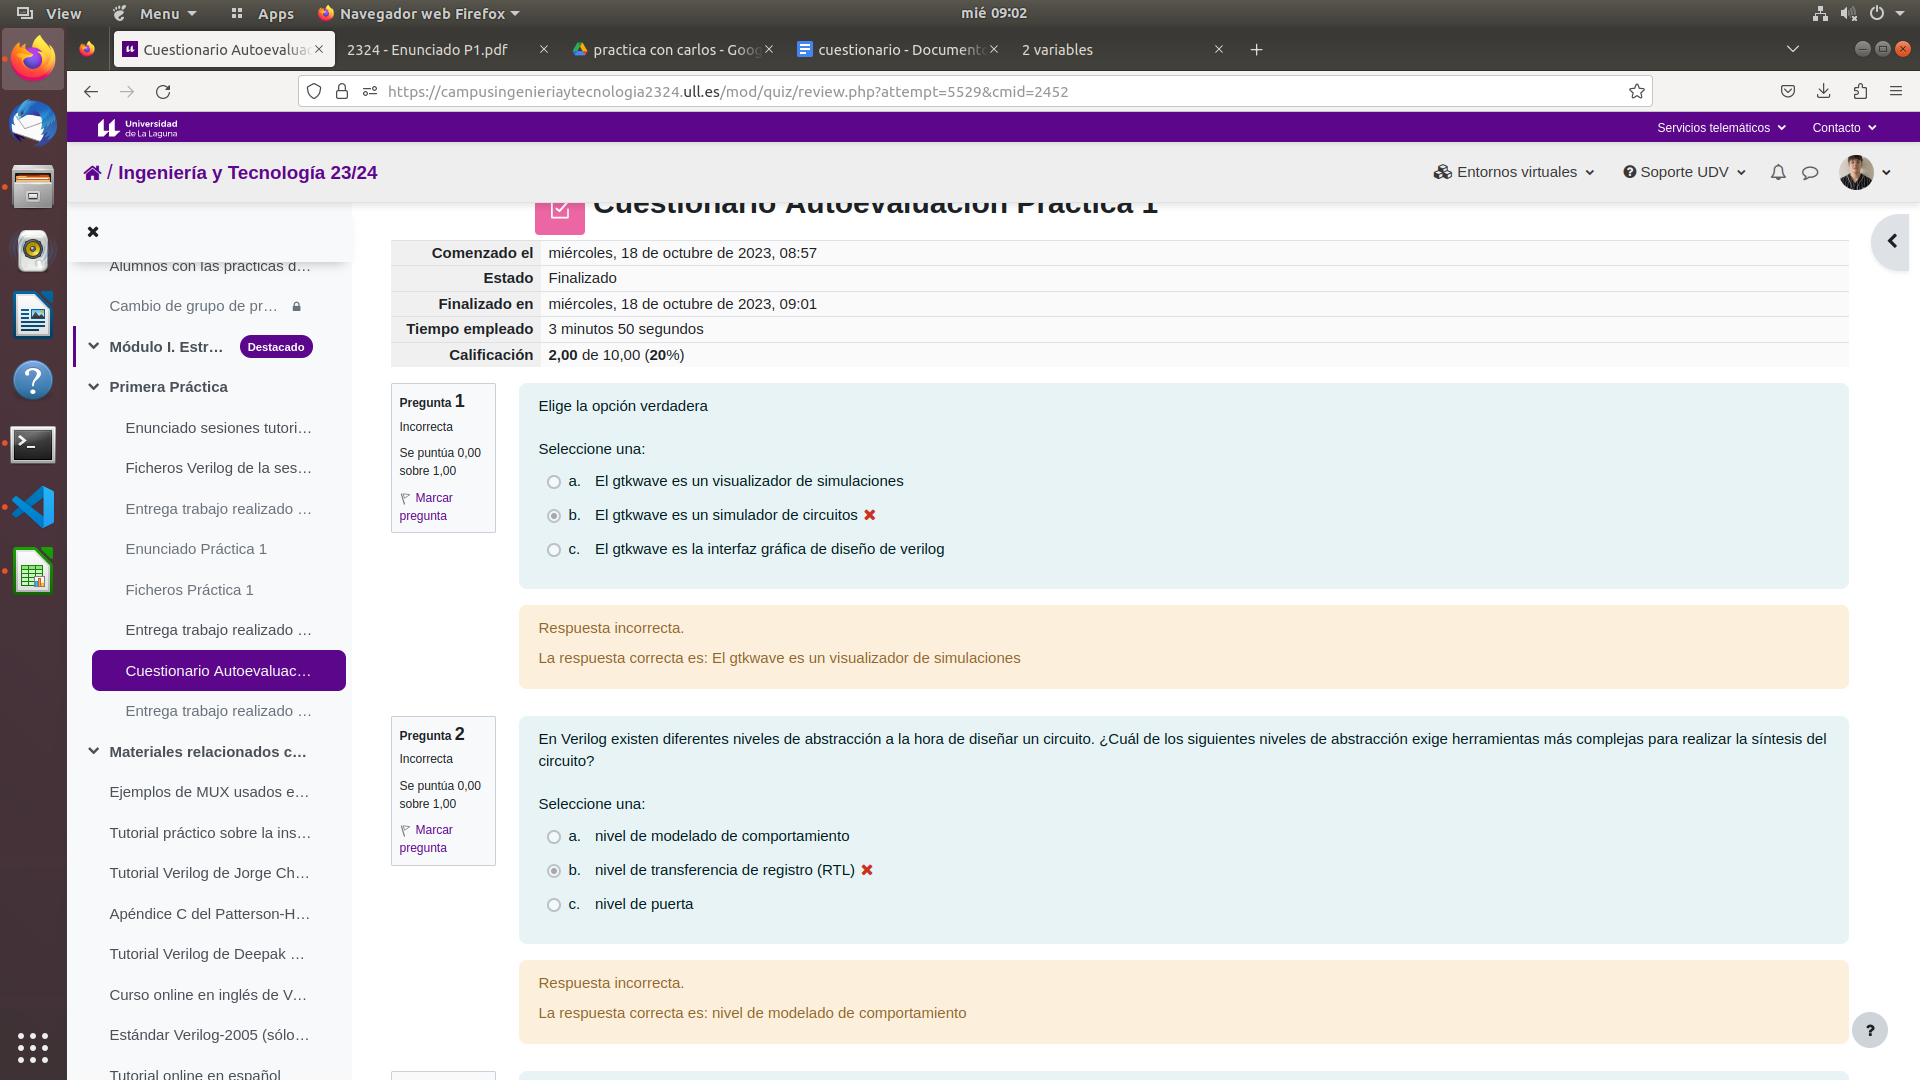 View
Menu
Apps
Navegador web Firefox
mié 09:02
Cuestionario Autoevaluac
2324 - Enunciado P1.pdf
practica con carlos - Goog
cuestionario - Document
2 variables
https://campusingenieriaytecnologia2324.ull.es/mod/quiz/review.php?attempt=5529&cmid=2452
Universidad
de La Laguna
Servicios telemáticos
Contacto
/ Ingeniería y Tecnología 23/24
Entornos virtuales
Soporte UDV
Alumnos con las prácticas d...
Cambio de grupo de pr...
Módulo I. Estr...
Destacado
Primera Práctica
Enunciado sesiones tutori...
Ficheros Verilog de la ses...
Entrega trabajo realizado ...
Enunciado Práctica 1
Ficheros Práctica 1
Entrega trabajo realizado ...
Cuestionario Autoevaluac...
Entrega trabajo realizado ...
Materiales relacionados c...
Ejemplos de MUX usados e...
Tutorial práctico sobre la ins...
Tutorial Verilog de Jorge Ch...
Apéndice C del Patterson-H...
Tutorial Verilog de Deepak ...
Curso online en inglés de V...
Estándar Verilog-2005 (sólo...
Tutorial online en español
Cuestionario Autoevaluación Práctica 1
Comenzado el miércoles, 18 de octubre de 2023, 08:57
Estado Finalizado
Finalizado en miércoles, 18 de octubre de 2023, 09:01
Tiempo empleado 3 minutos 50 segundos
Calificación 2,00 de 10,00 (20%)
Pregunta 1
Incorrecta
Se puntúa 0,00
sobre 1,00
Marcar
pregunta
Elige la opción verdadera
Seleccione una:
a. El gtkwave es un visualizador de simulaciones
b. El gtkwave es un simulador de circuitos
c. El gtkwave es la interfaz gráfica de diseño de verilog
Respuesta incorrecta.
La respuesta correcta es: El gtkwave es un visualizador de simulaciones
Pregunta 2
Incorrecta
Se puntúa 0,00
sobre 1,00
Marcar
pregunta
En Verilog existen diferentes niveles de abstracción a la hora de diseñar un circuito. ¿Cuál de los siguientes niveles de abstracción exige herramientas más complejas para realizar la síntesis del
circuito?
Seleccione una:
a. nivel de modelado de comportamiento
b. nivel de transferencia de registro (RTL)
c. nivel de puerta
Respuesta incorrecta.
La respuesta correcta es: nivel de modelado de comportamiento
?